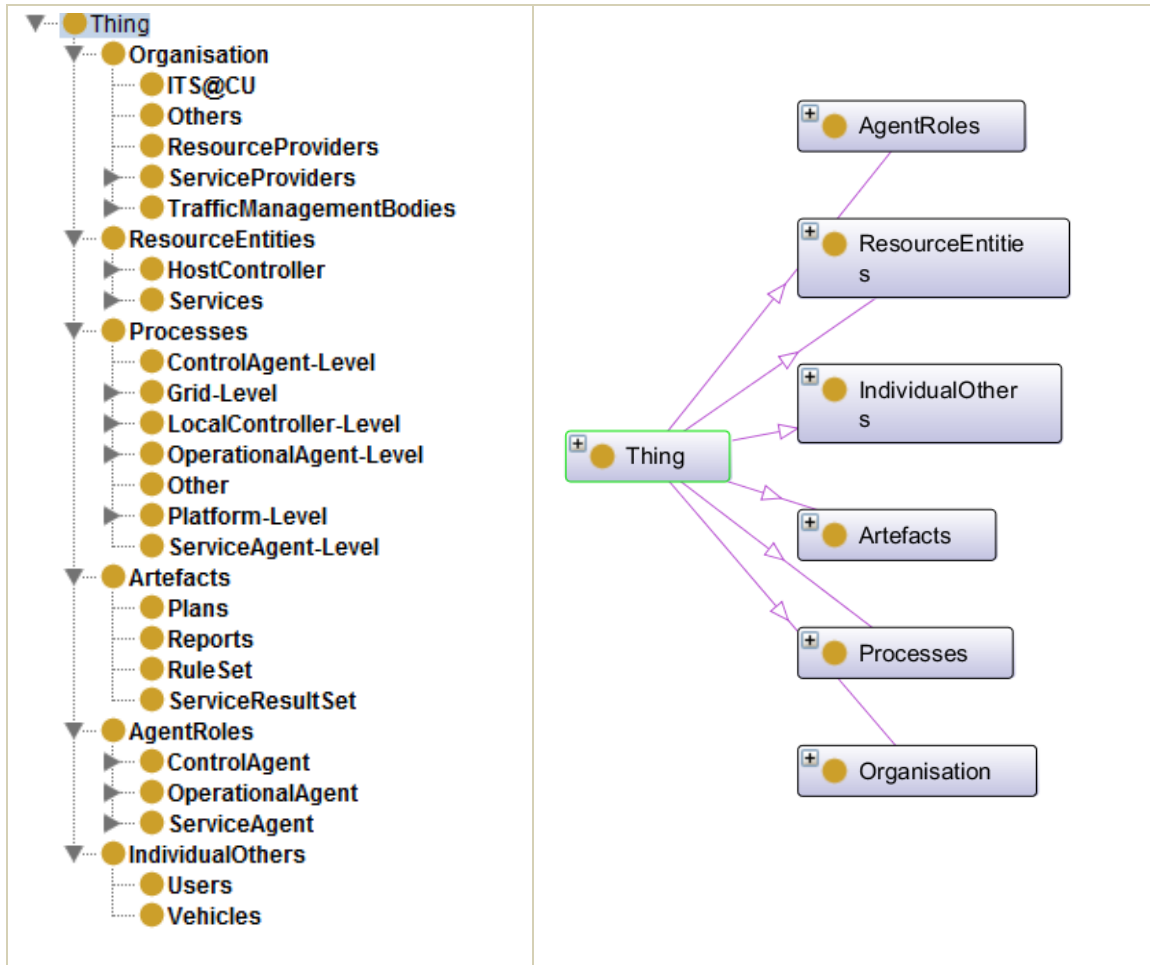 Thing
Organisation
ITS@CU
Others
ResourceProviders
ServiceProviders
TrafficManagementBodies
ResourceEntities
HostController
Services
Processes
ControlAgent-Level
Grid-Level
LocalController-Level
OperationalAgent-Level
Other
Platform-Level
ServiceAgent-Level
Artefacts
Plans
Reports
RuleSet
ServiceResultSet
AgentRoles
ControlAgent
OperationalAgent
ServiceAgent
IndividualOthers
Users
Vehicles
AgentRoles
ResourceEntitie
s
IndividualOther
s
Thing
Artefacts
Processes
Organisation